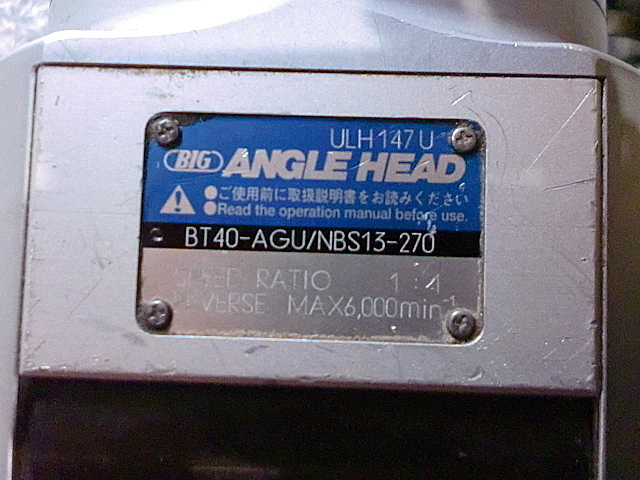 ULH147U
BIG ANGLE HEAD
●ご使用前に取扱説明書をお読みください
●Read the operation manual before use.
BT40-AGU/NBS13-270
SPEED RATIO 1:4
REVERSE MAX6,000min⁻¹